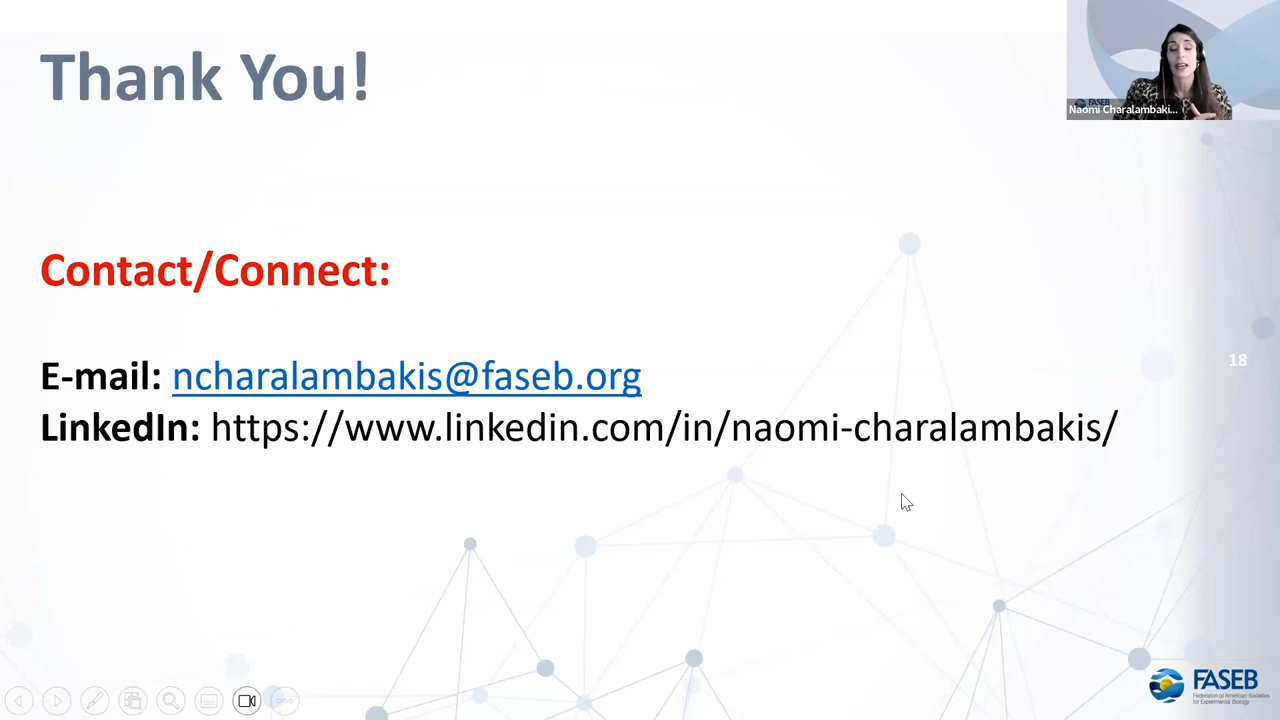 Thank You!
FASEB
Naomi Charalambaki...
Contact/Connect:
E-mail: ncharalambakis@faseb.org
LinkedIn: https://www.linkedin.com/in/naomi-charalambakis/
18
FASEB
Federation of American Societies
for Experimental Biology